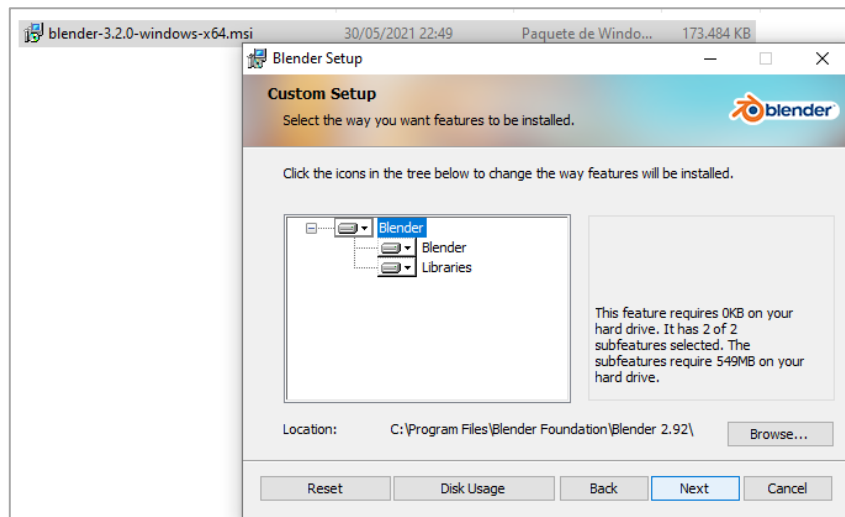 blender-3.2.0-windows-x64.msi 30/05/2021 22:49 Paquete de Windo... 173.484 KB
Blender Setup
Custom Setup
Select the way you want features to be installed.
blender
Click the icons in the tree below to change the way features will be installed.
Blender
Blender
Libraries
This feature requires 0KB on your
hard drive. It has 2 of 2
subfeatures selected. The
subfeatures require 549MB on your
hard drive.
Location: C:\Program Files\Blender Foundation\Blender 2.92\
Browse...
Reset Disk Usage Back Next Cancel